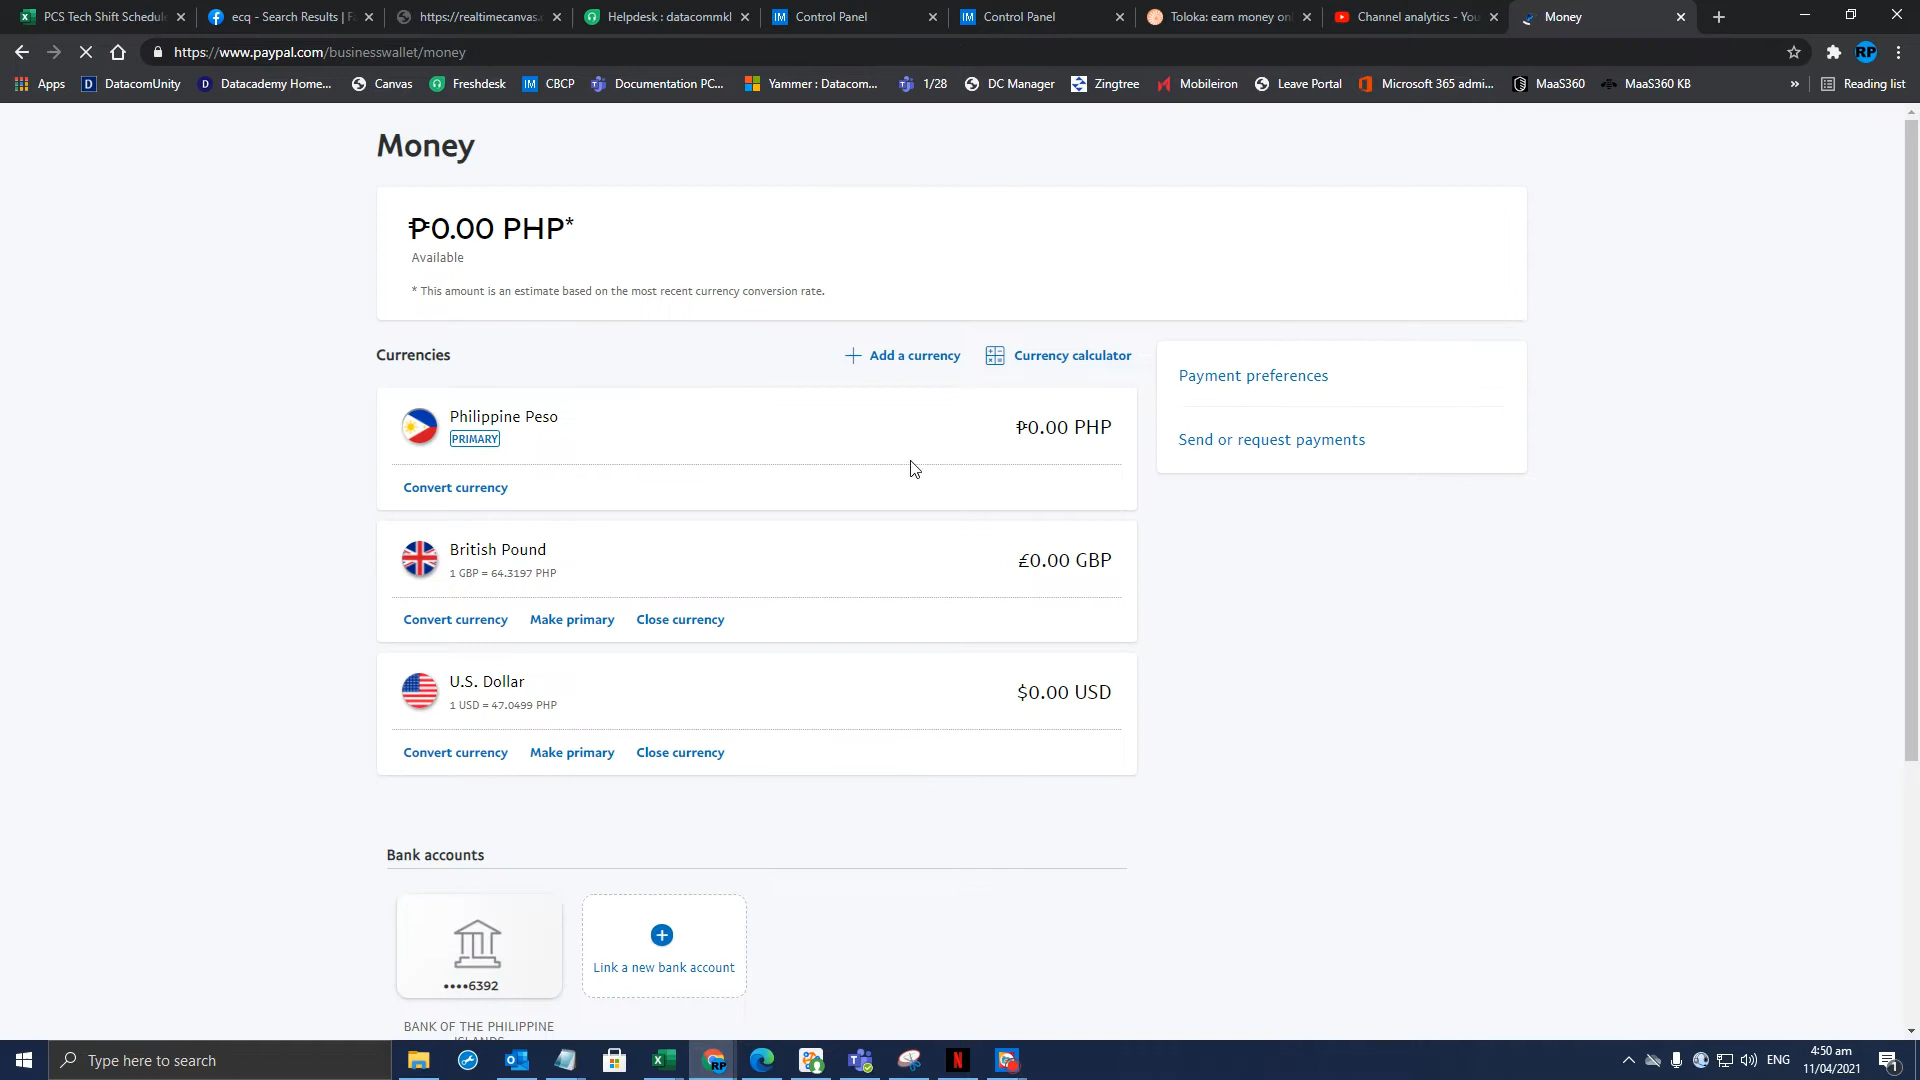 PCS Tech Shift Schedule
ecq - Search Results | Fa
https://realtimecanvas.c
Helpdesk : datacommkl
Control Panel
Control Panel
Toloka: earn money onl
Channel analytics - You
Money
https://www.paypal.com/businesswallet/money
RP
Apps
DatacomUnity
Datacademy Home...
Canvas
Freshdesk
IM CBCP
Documentation PC...
Yammer : Datacom...
1/28
DC Manager
Zingtree
Mobileiron
Leave Portal
Microsoft 365 admi...
MaaS360
MaaS360 KB
»
Reading list
Money
₱0.00 PHP*
Available
* This amount is an estimate based on the most recent currency conversion rate.
Currencies
Add a currency
Currency calculator
Payment preferences
Send or request payments
Philippine Peso
PRIMARY
₱0.00 PHP
Convert currency
British Pound
1 GBP = 64.3197 PHP
£0.00 GBP
Convert currency Make primary Close currency
U.S. Dollar
1 USD = 47.0499 PHP
$0.00 USD
Convert currency Make primary Close currency
Bank accounts
••••6392
Link a new bank account
BANK OF THE PHILIPPINE
ISLANDS
Type here to search
ENG
4:50 am
11/04/2021
1